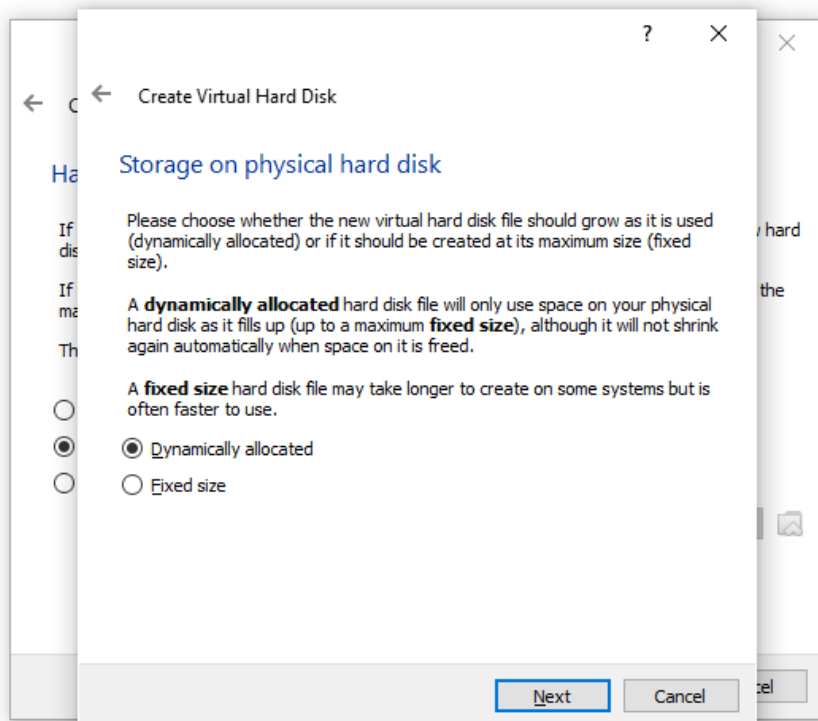 ?
Create Virtual Hard Disk
Storage on physical hard disk
Please choose whether the new virtual hard disk file should grow as it is used
(dynamically allocated) or if it should be created at its maximum size (fixed
size).
A dynamically allocated hard disk file will only use space on your physical
hard disk as it fills up (up to a maximum fixed size), although it will not shrink
again automatically when space on it is freed.
A fixed size hard disk file may take longer to create on some systems but is
often faster to use.
Dynamically allocated
Fixed size
Next
Cancel
Ha
If
hard
dis
If
the
ma
Th
cel